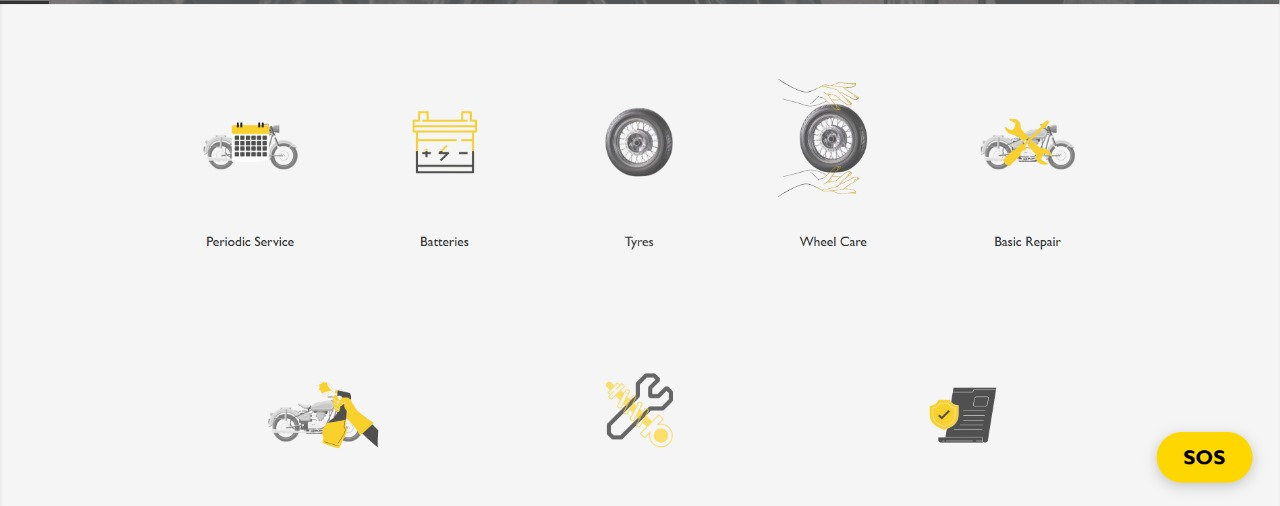 Periodic Service
Batteries
Tyres
Wheel Care
Basic Repair
SOS